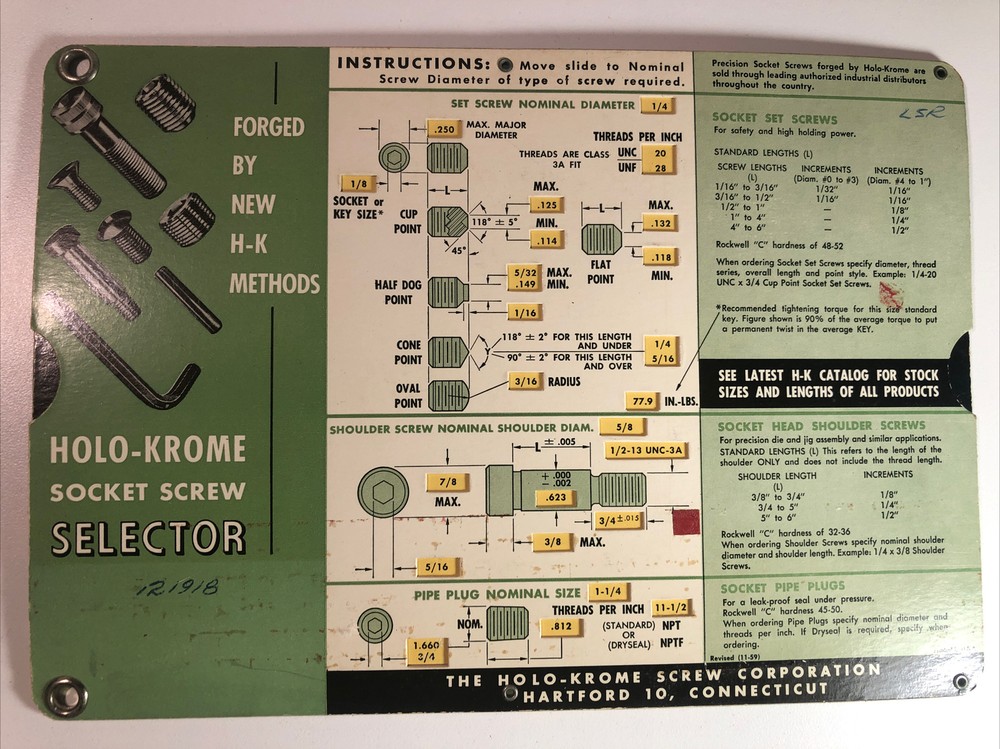 FORGED
BY
NEW
H-K
METHODS
HOLO-KROME
SOCKET SCREW
SELECTOR
121918
INSTRUCTIONS: Move slide to Nominal
Screw Diameter of type of screw required.
SET SCREW NOMINAL DIAMETER 1/4
.250 MAX. MAJOR
DIAMETER
THREADS PER INCH
THREADS ARE CLASS
3A FIT
UNC 20
UNF 28
1/8
SOCKET or
KEY SIZE*
L
CUP
POINT
118° ± 5°
45°
MAX.
.125
MIN.
.114
L
FLAT
POINT
MAX.
.132
.118
MIN.
HALF DOG
POINT
5/32 MAX.
.149 MIN.
1/16
CONE
POINT
118° ± 2° FOR THIS LENGTH
AND UNDER
1/4
90° ± 2° FOR THIS LENGTH
AND OVER
5/16
OVAL
POINT
3/16 RADIUS
77.9 IN.-LBS.
SHOULDER SCREW NOMINAL SHOULDER DIAM. 5/8
L ± .005
1/2-13 UNC-3A
7/8
MAX.
+ .000
- .002
.623
3/4 ±.015
3/8 MAX.
5/16
PIPE PLUG NOMINAL SIZE 1-1/4
NOM.
THREADS PER INCH 11-1/2
.812
(STANDARD) NPT
OR
(DRYSEAL) NPTF
1.660
3/4
Precision Socket Screws forged by Holo-Krome are
sold through leading authorized industrial distributors
throughout the country.
LSR
SOCKET SET SCREWS
For safety and high holding power.
STANDARD LENGTHS (L)
SCREW LENGTHS INCREMENTS INCREMENTS
(L) (Diam. #0 to #3) (Diam. #4 to 1")
1/16" to 3/16" 1/32" 1/16"
3/16" to 1/2" 1/16" 1/16"
1/2" to 1" — 1/8"
1" to 4" — 1/4"
4" to 6" — 1/2"
Rockwell "C" hardness of 48-52
When ordering Socket Set Screws specify diameter, thread
series, overall length and point style. Example: 1/4-20
UNC x 3/4 Cup Point Socket Set Screws.
*Recommended tightening torque for this size standard
key. Figure shown is 90% of the average torque to put
a permanent twist in the average KEY.
SEE LATEST H-K CATALOG FOR STOCK
SIZES AND LENGTHS OF ALL PRODUCTS
SOCKET HEAD SHOULDER SCREWS
For precision die and jig assembly and similar applications.
STANDARD LENGTHS (L) This refers to the length of the
shoulder ONLY and does not include the thread length.
SHOULDER LENGTH INCREMENTS
(L)
3/8" to 3/4" 1/8"
3/4 to 5" 1/4"
5" to 6" 1/2"
Rockwell "C" hardness of 32-36
When ordering Shoulder Screws specify nominal shoulder
diameter and shoulder length. Example: 1/4 x 3/8 Shoulder
Screws.
SOCKET PIPE PLUGS
For a leak-proof seal under pressure.
Rockwell "C" hardness 45-50.
When ordering Pipe Plugs specify nominal diameter and
threads per inch. If Dryseal is required, specify when
ordering.
Revised (11-59)
THE HOLO-KROME SCREW CORPORATION
HARTFORD 10, CONNECTICUT